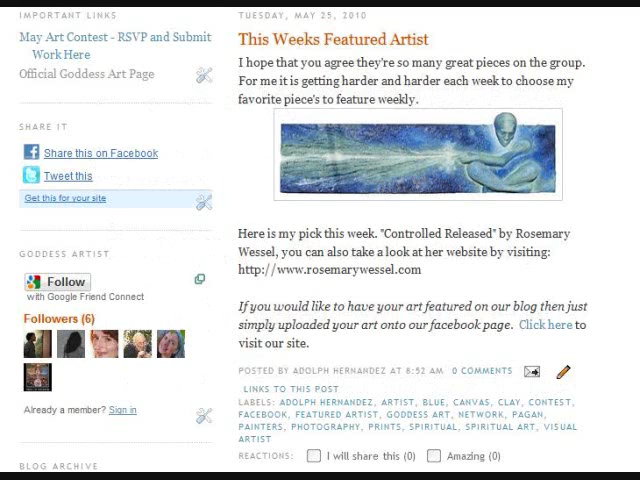 IMPORTANT LINKS
May Art Contest - RSVP and Submit
Work Here
Official Goddess Art Page
SHARE IT
Share this on Facebook
Tweet this
Get this for your site
GODDESS ARTIST
Follow
with Google Friend Connect
Followers (6)
Already a member? Sign in
BLOG ARCHIVE
TUESDAY, MAY 25, 2010
This Weeks Featured Artist
I hope that you agree they're so many great pieces on the group.
For me it is getting harder and harder each week to choose my
favorite piece's to feature weekly.
Here is my pick this week. "Controlled Released" by Rosemary
Wessel, you can also take a look at her website by visiting:
http://www.rosemarywessel.com
If you would like to have your art featured on our blog then just
simply uploaded your art onto our facebook page. Click here to
visit our site.
POSTED BY ADOLPH HERNANDEZ AT 8:52 AM 0 COMMENTS
LINKS TO THIS POST
LABELS: ADOLPH HERNANDEZ, ARTIST, BLUE, CANVAS, CLAY, CONTEST,
FACEBOOK, FEATURED ARTIST, GODDESS ART, NETWORK, PAGAN,
PAINTERS, PHOTOGRAPHY, PRINTS, SPIRITUAL, SPIRITUAL ART, VISUAL
ARTIST
REACTIONS: I will share this (0) Amazing (0)